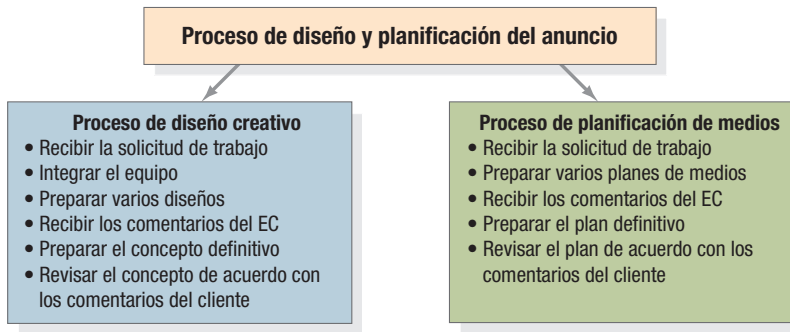 Proceso de diseño y planificación del anuncio
Proceso de diseño creativo
• Recibir la solicitud de trabajo
• Integrar el equipo
• Preparar varios diseños
• Recibir los comentarios del EC
• Preparar el concepto definitivo
• Revisar el concepto de acuerdo con
los comentarios del cliente
Proceso de planificación de medios
• Recibir la solicitud de trabajo
• Preparar varios planes de medios
• Recibir los comentarios del EC
• Preparar el plan definitivo
• Revisar el plan de acuerdo con los
comentarios del cliente